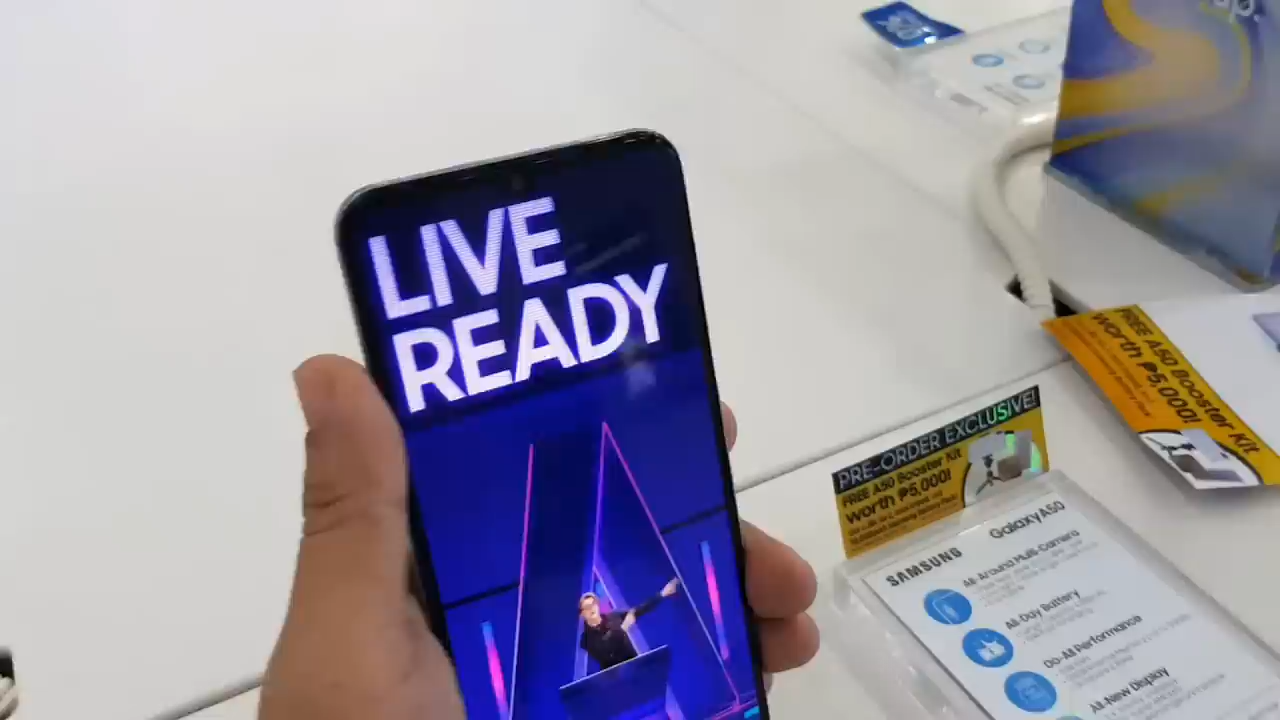 LIVE
READY
PRE-ORDER EXCLUSIVE!
FREE A50 Booster Kit
worth ₱5,000!
SAMSUNG Galaxy A50
All-Around Multi-Camera
All-Day Battery
Do-All Performance
All-New Display
FREE A50 Booster Kit
worth ₱5,000!
up.